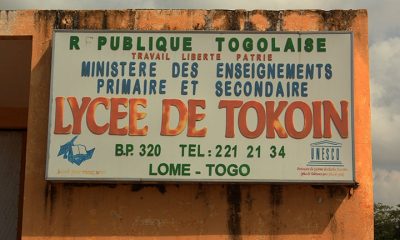 R PUBLIQUE TOGOLAISE
TRAVAIL LIBERTE PATRIE
MINISTERE DES ENSEIGNEMENTS
PRIMAIRE ET SECONDAIRE
LYCEE DE TOKOIN
B.P. 320 TEL: 221 21 34
UNESCO
LOME - TOGO